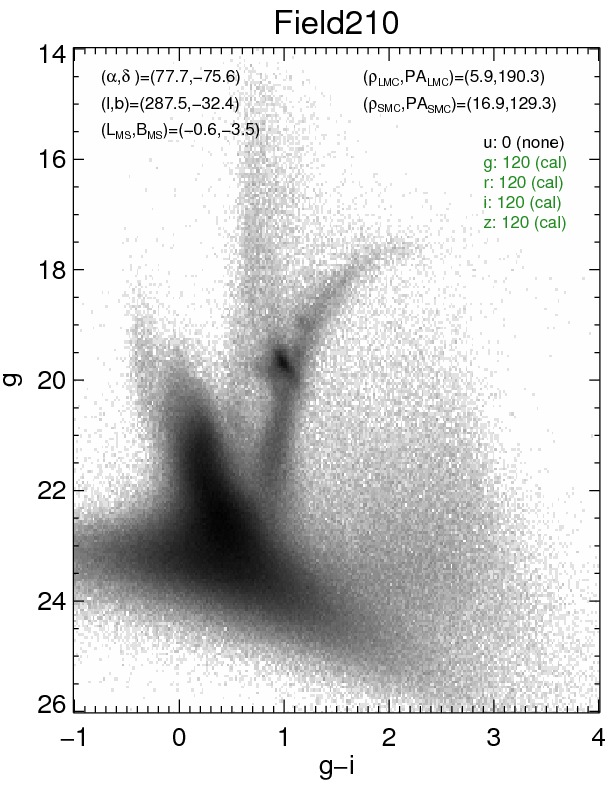 Field210
(α,δ )=(77.7,−75.6)
(ρLMC,PALMC)=(5.9,190.3)
(l,b)=(287.5,−32.4)
(ρSMC,PASMC)=(16.9,129.3)
(LMS,BMS)=(−0.6,−3.5)
u: 0 (none)
g: 120 (cal)
r: 120 (cal)
i: 120 (cal)
z: 120 (cal)
14
16
18
20
22
24
26
g
−1 0 1 2 3 4
g−i